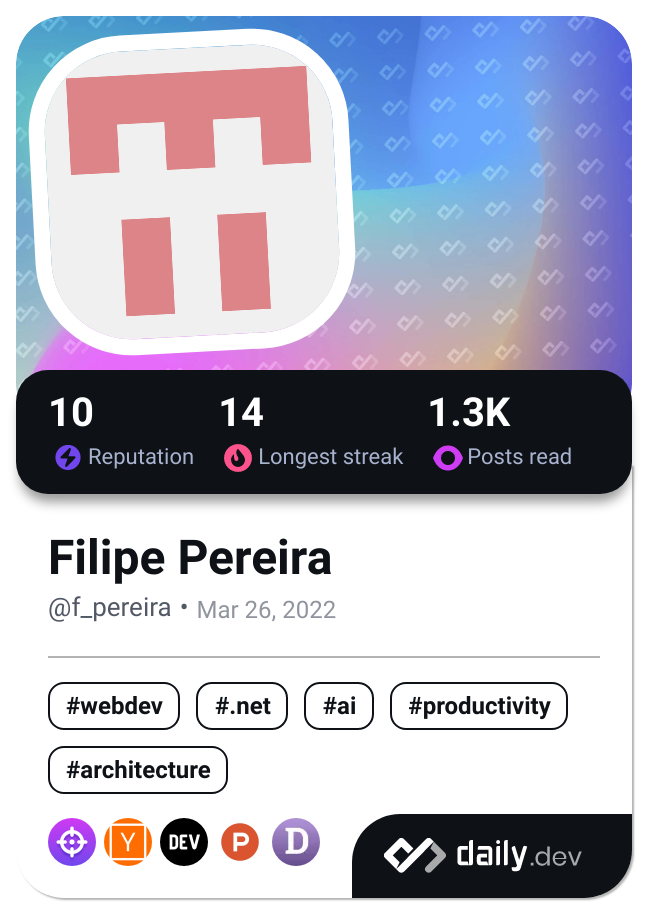 10 14 1.3K
Reputation Longest streak Posts read
Filipe Pereira
@f_pereira • Mar 26, 2022
#webdev #.net #ai #productivity
#architecture
Y DEV P D daily.dev